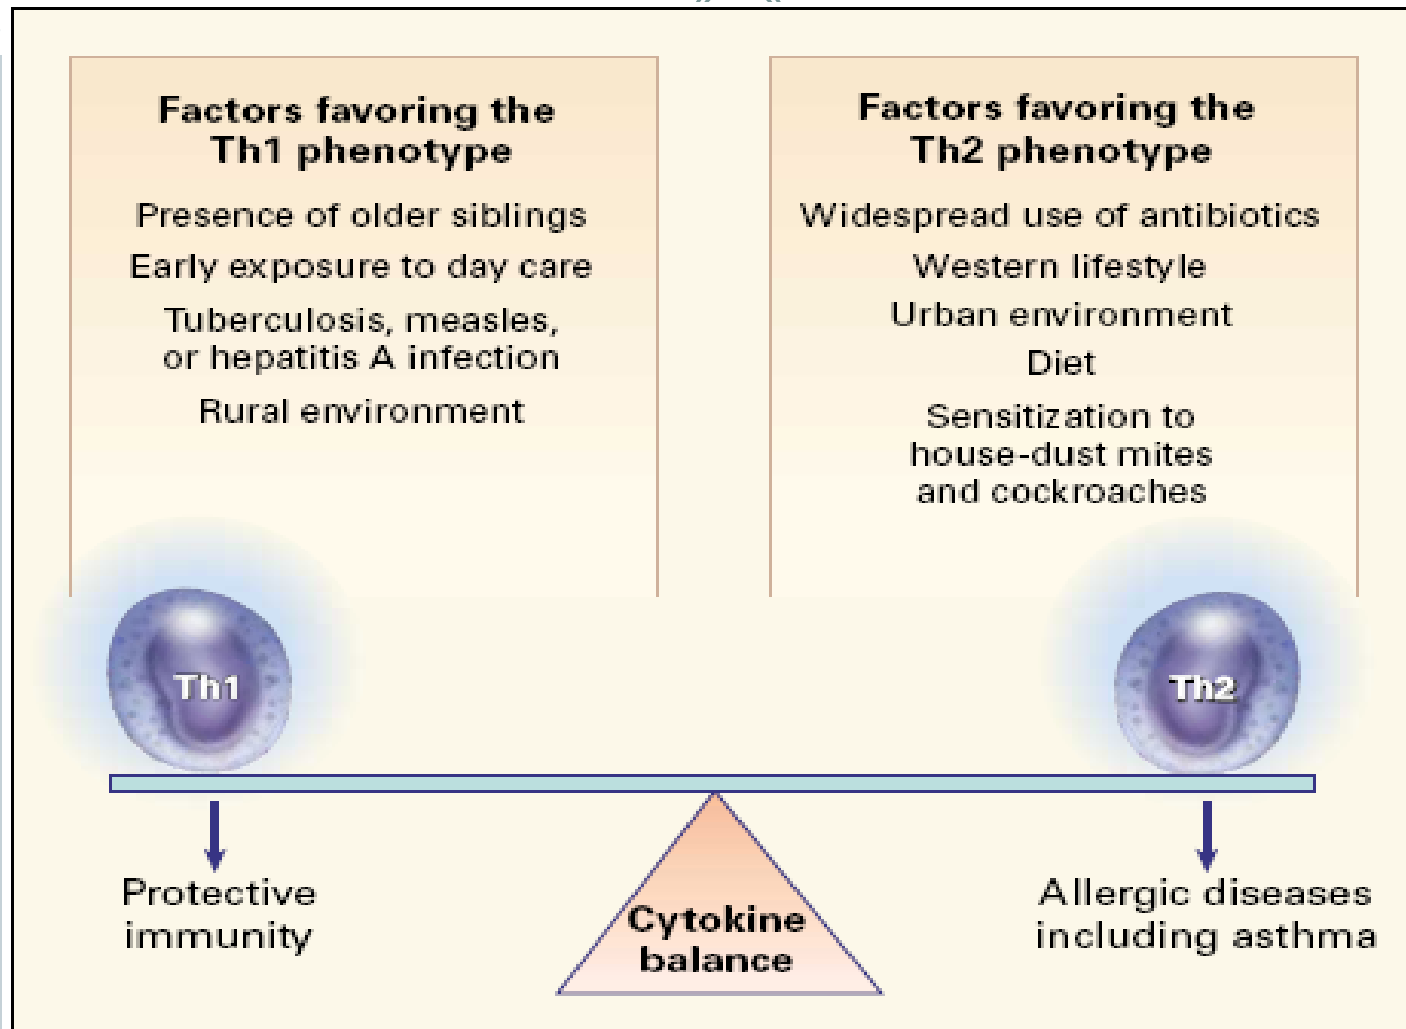 Factors favoring the
Th1 phenotype
Presence of older siblings
Early exposure to day care
Tuberculosis, measles,
or hepatitis A infection
Rural environment
Factors favoring the
Th2 phenotype
Widespread use of antibiotics
Western lifestyle
Urban environment
Diet
Sensitization to
house-dust mites
and cockroaches
Th1
Th2
Protective
immunity
Cytokine
balance
Allergic diseases
including asthma